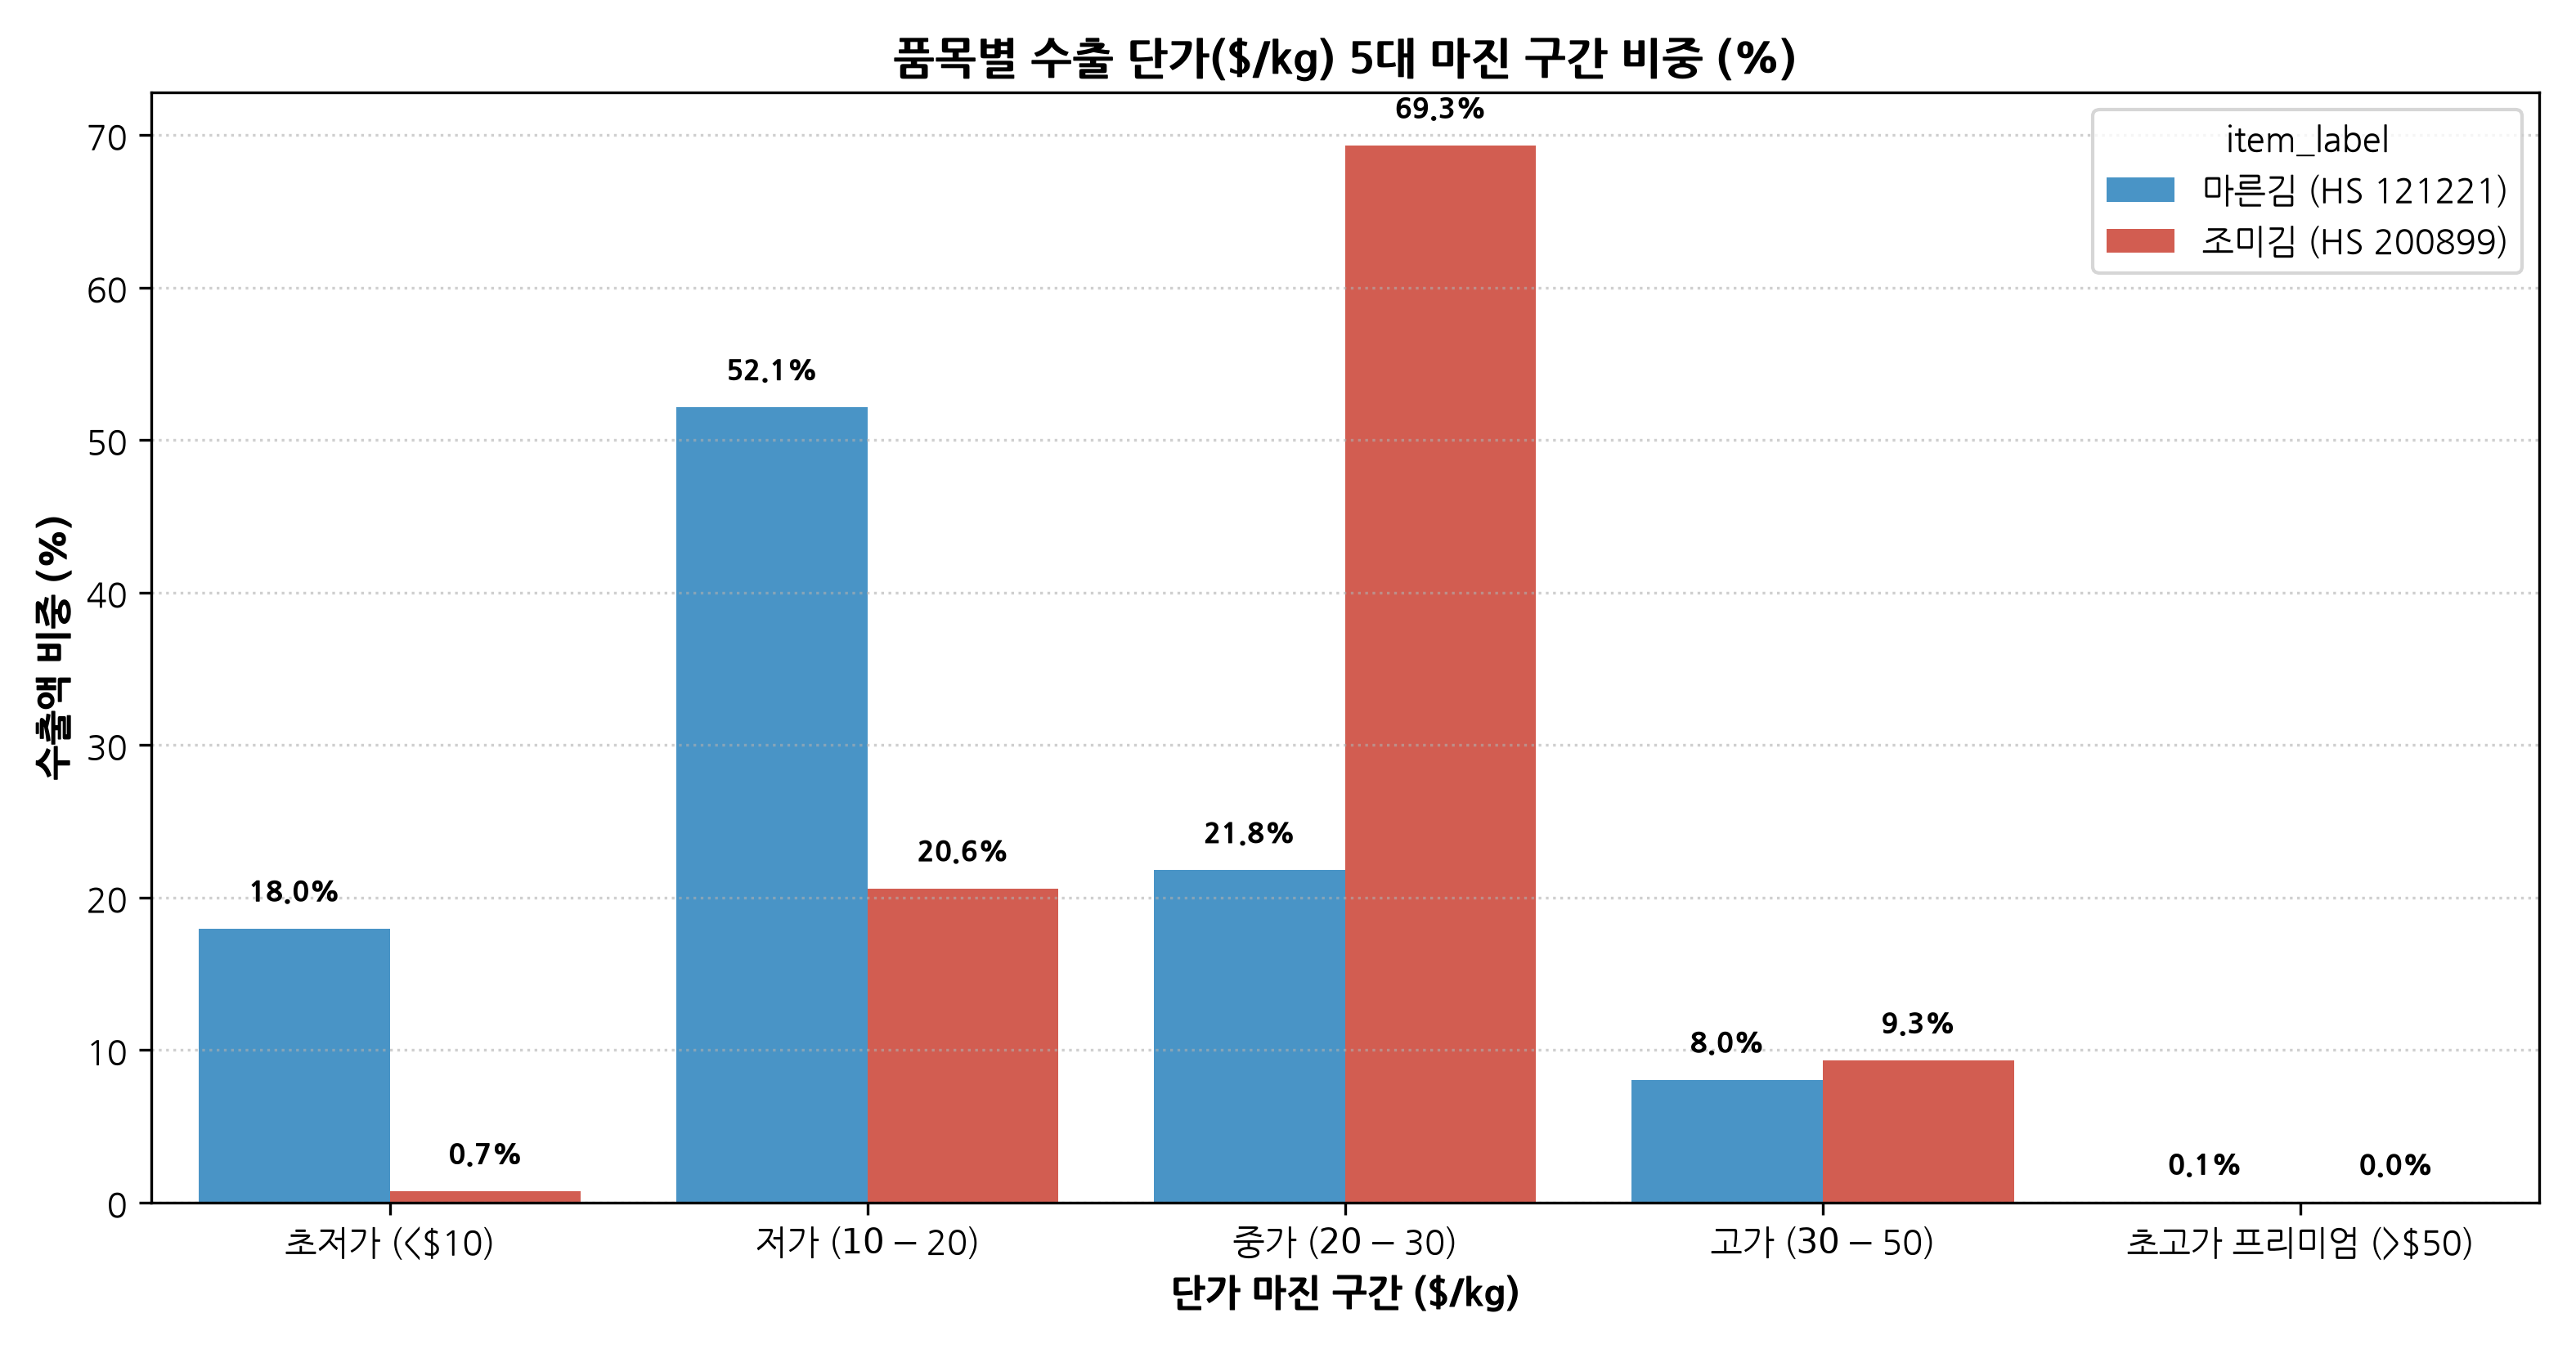 품목별 수출 단가($/kg) 5대 마진 구간 비중 (%)
item_label
마른김 (HS 121221)
조미김 (HS 200899)
수출액 비중 (%)
70
60
50
40
30
20
10
0
18.0%
0.7%
52.1%
20.6%
21.8%
69.3%
8.0%
9.3%
0.1%
0.0%
초저가 (<$10)
저가 (10 − 20)
중가 (20 − 30)
고가 (30 − 50)
초고가 프리미엄 (>$50)
단가 마진 구간 ($/kg)